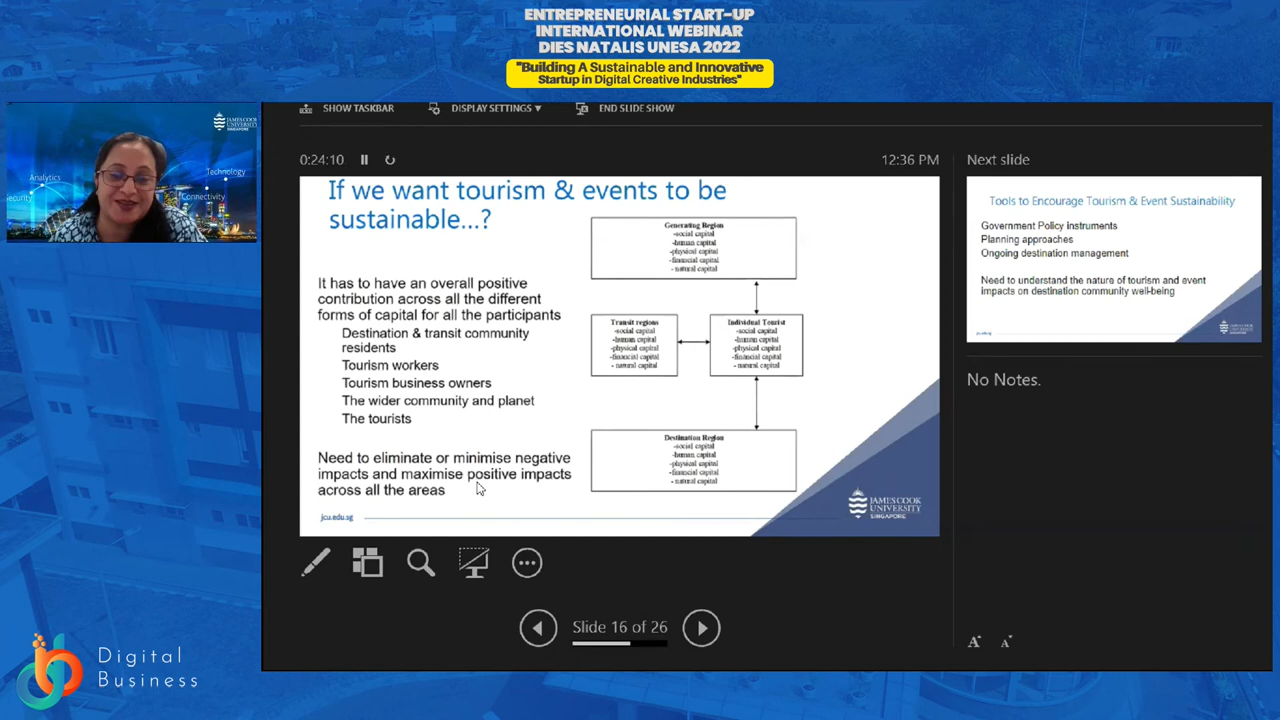 ENTREPRENEURIAL START-UP
INTERNATIONAL WEBINAR
DIES NATALIS UNESA 2022
"Building A Sustainable and Innovative
Startup in Digital Creative Industries"
JAMES COOK
UNIVERSITY
SINGAPORE
Analytics
Technology
Security
Connectivity
SHOW TASKBAR
DISPLAY SETTINGS
END SLIDE SHOW
0:24:10
12:36 PM
If we want tourism & events to be
sustainable...?
It has to have an overall positive
contribution across all the different
forms of capital for all the participants
Destination & transit community
residents
Tourism workers
Tourism business owners
The wider community and planet
The tourists
Need to eliminate or minimise negative
impacts and maximise positive impacts
across all the areas
Generating Region
-social capital
-human capital
-physical capital
-financial capital
- natural capital
Transit regions
-social capital
-human capital
-physical capital
-financial capital
- natural capital
Individual Tourist
-social capital
-human capital
-physical capital
-financial capital
- natural capital
Destination Region
-social capital
-human capital
-physical capital
-financial capital
- natural capital
jcu.edu.sg
JAMES COOK
UNIVERSITY
SINGAPORE
Slide 16 of 26
Next slide
Tools to Encourage Tourism & Event Sustainability
Government Policy instruments
Planning approaches
Ongoing destination management
Need to understand the nature of tourism and event
impacts on destination community well-being
jcu.edu.sg
JAMES COOK
UNIVERSITY
SINGAPORE
No Notes.
A A
Digital
Business